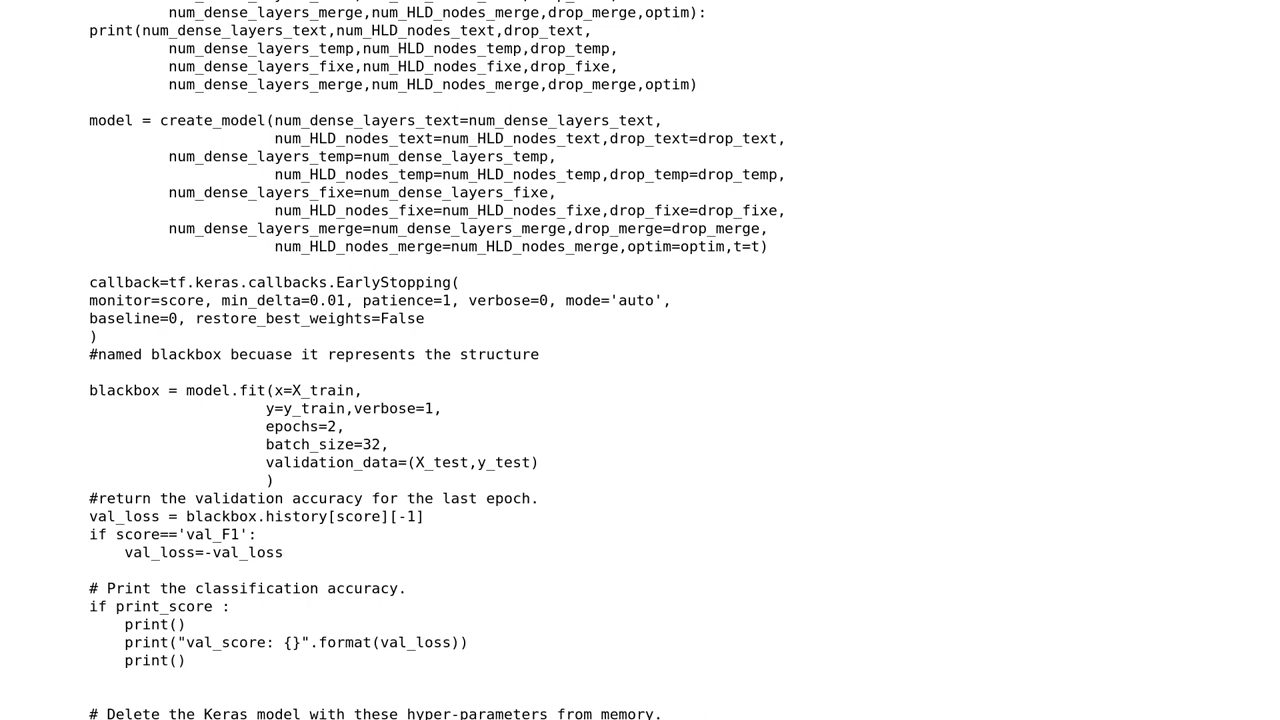 num_dense_layers_merge,num_HLD_nodes_merge,drop_merge,optim):
print(num_dense_layers_text,num_HLD_nodes_text,drop_text,
num_dense_layers_temp,num_HLD_nodes_temp,drop_temp,
num_dense_layers_fixe,num_HLD_nodes_fixe,drop_fixe,
num_dense_layers_merge,num_HLD_nodes_merge,drop_merge,optim)
model = create_model(num_dense_layers_text=num_dense_layers_text,
num_HLD_nodes_text=num_HLD_nodes_text,drop_text=drop_text,
num_dense_layers_temp=num_dense_layers_temp,
num_HLD_nodes_temp=num_HLD_nodes_temp,drop_temp=drop_temp,
num_dense_layers_fixe=num_dense_layers_fixe,
num_HLD_nodes_fixe=num_HLD_nodes_fixe,drop_fixe=drop_fixe,
num_dense_layers_merge=num_dense_layers_merge,drop_merge=drop_merge,
num_HLD_nodes_merge=num_HLD_nodes_merge,optim=optim,t=t)
callback=tf.keras.callbacks.EarlyStopping(
monitor=score, min_delta=0.01, patience=1, verbose=0, mode='auto',
baseline=0, restore_best_weights=False
)
#named blackbox becuase it represents the structure
blackbox = model.fit(x=X_train,
y=y_train,verbose=1,
epochs=2,
batch_size=32,
validation_data=(X_test,y_test)
)
#return the validation accuracy for the last epoch.
val_loss = blackbox.history[score][-1]
if score=='val_F1':
val_loss=-val_loss
# Print the classification accuracy.
if print_score :
print()
print("val_score: {}".format(val_loss))
print()
# Delete the Keras model with these hyper-parameters from memory.